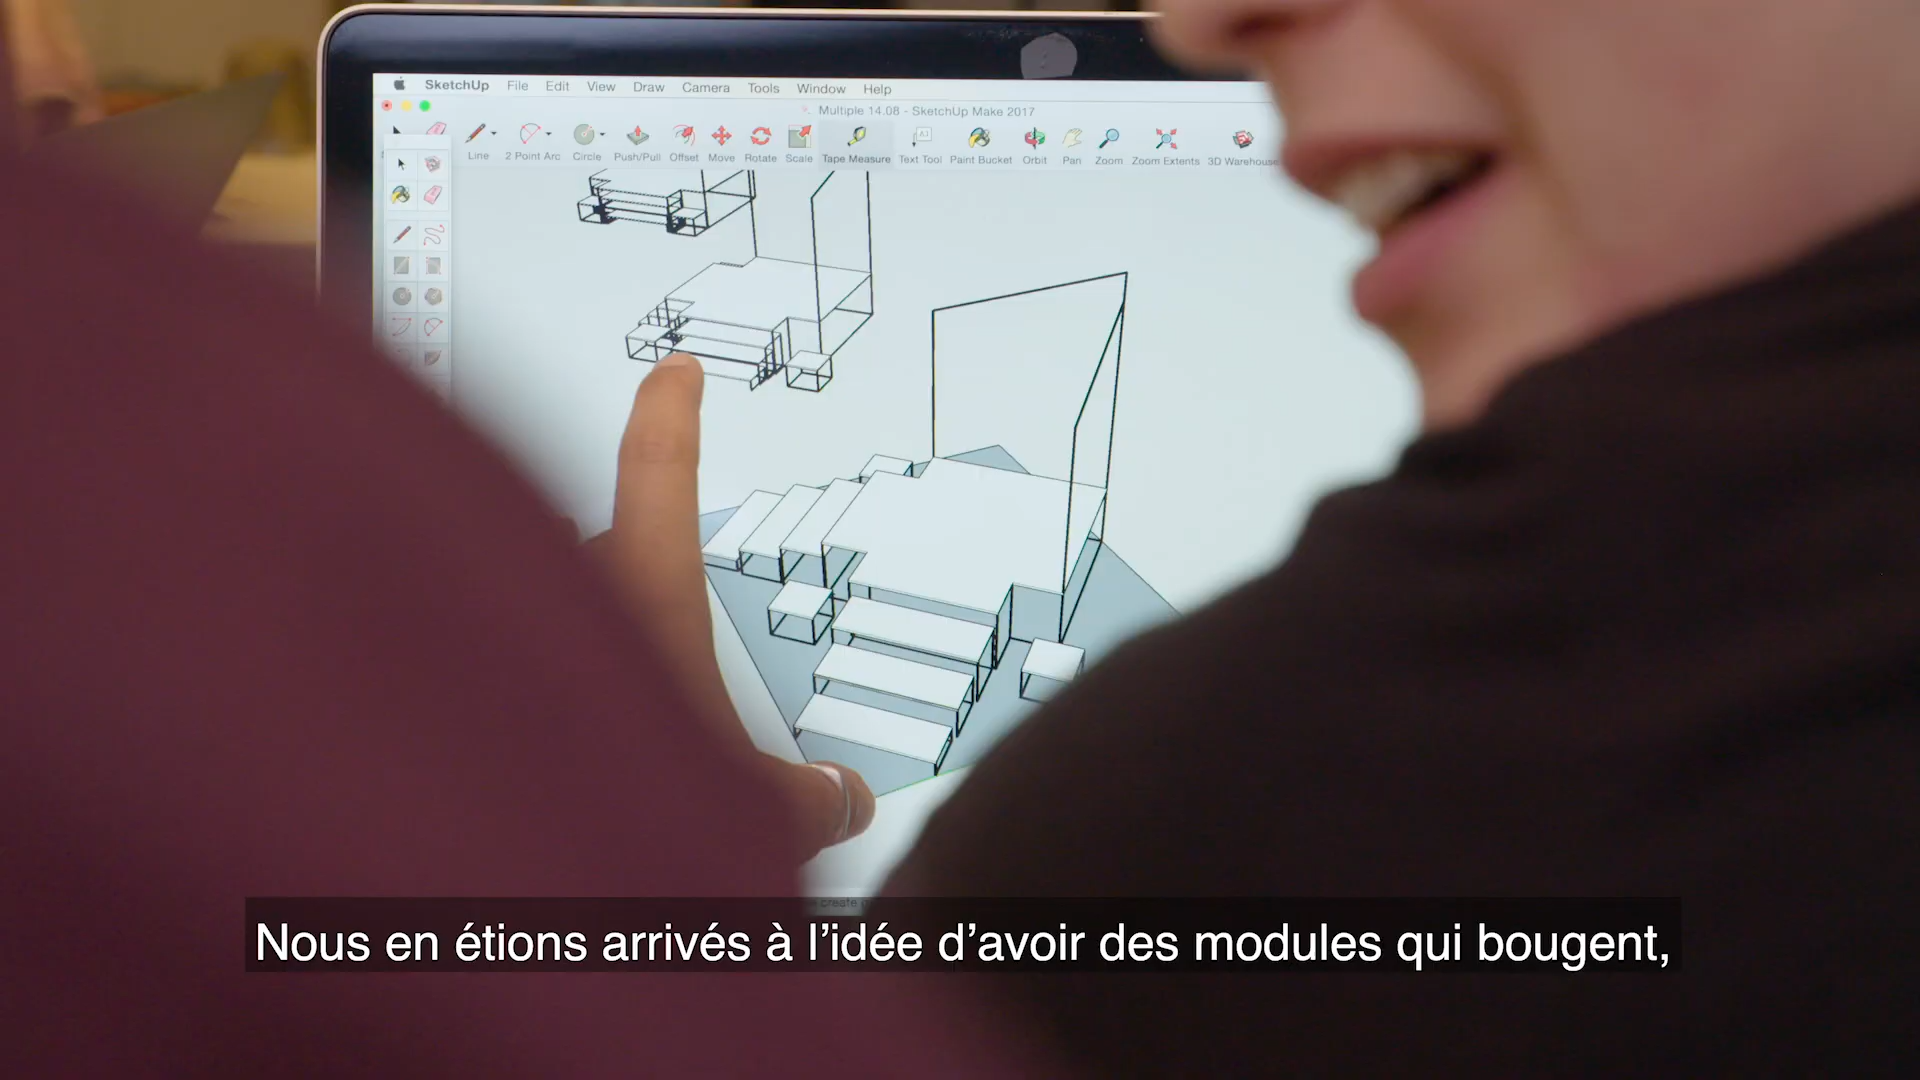 SketchUp File Edit View Draw Camera Tools Window Help
Multiple 14.08 - SketchUp Make 2017
Line 2 Point Arc Circle Push/Pull Offset Move Rotate Scale Tape Measure Text Tool Paint Bucket Orbit Pan Zoom Zoom Extents 3D Warehouse
create
Nous en étions arrivés à l’idée d’avoir des modules qui bougent,